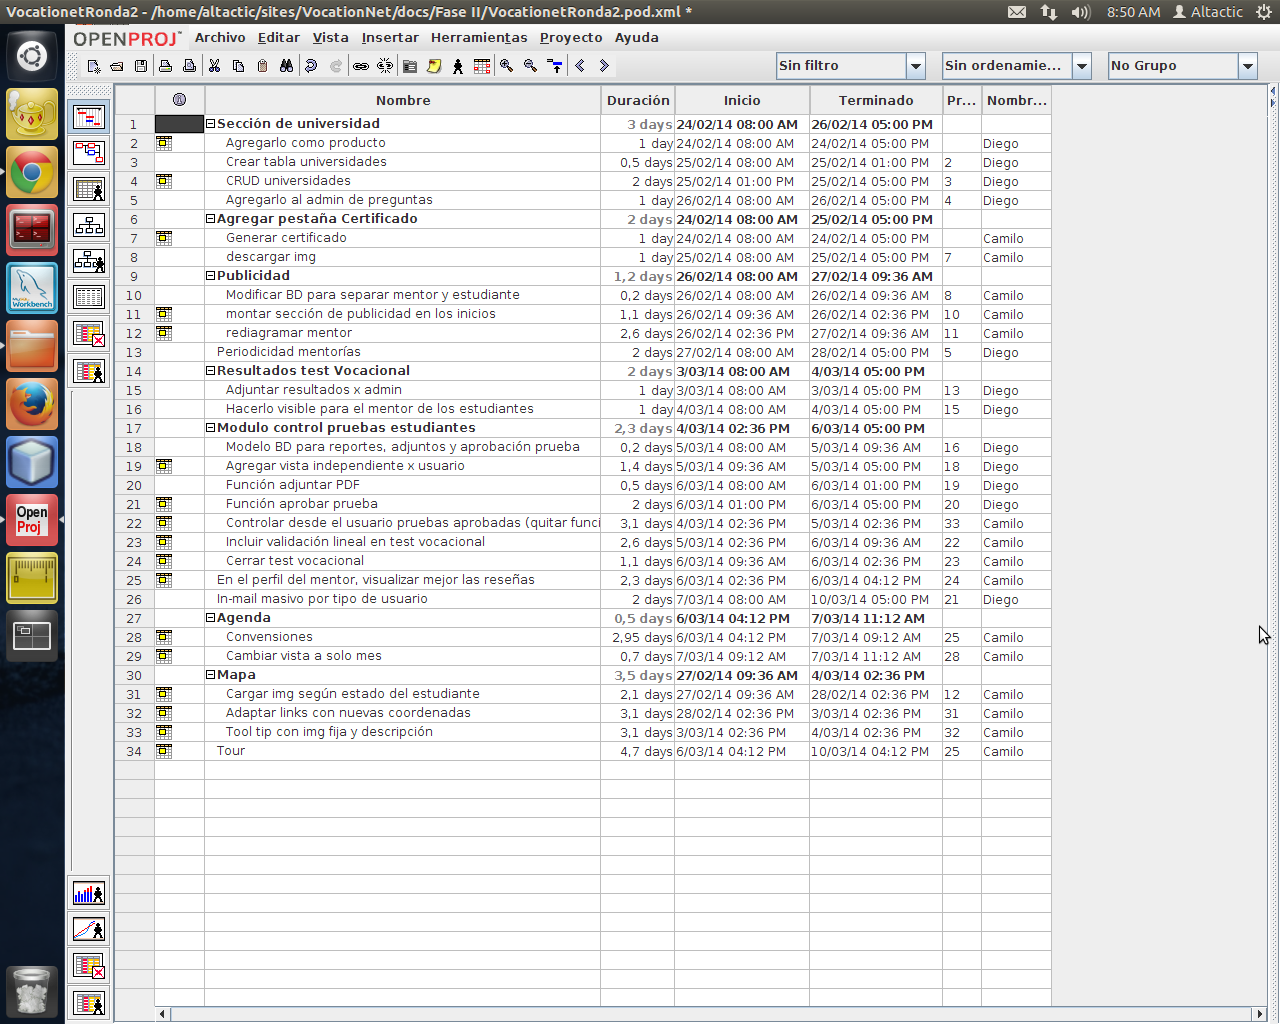 VocationetRonda2 - /home/altactic/sites/VocationNet/docs/Fase II/VocationetRonda2.pod.xml * 8:50 AM Altactic
OPENPROJ Archivo Editar Vista Insertar Herramientas Proyecto Ayuda
Sin filtro Sin ordenamie... No Grupo
Nombre Duración Inicio Terminado Pr... Nombr...
1 Sección de universidad 3 days 24/02/14 08:00 AM 26/02/14 05:00 PM
2 Agregarlo como producto 1 day 24/02/14 08:00 AM 24/02/14 05:00 PM Diego
3 Crear tabla universidades 0,5 days 25/02/14 08:00 AM 25/02/14 01:00 PM 2 Diego
4 CRUD universidades 2 days 25/02/14 01:00 PM 25/02/14 05:00 PM 3 Diego
5 Agregarlo al admin de preguntas 1 day 26/02/14 08:00 AM 26/02/14 05:00 PM 4 Diego
6 Agregar pestaña Certificado 2 days 24/02/14 08:00 AM 25/02/14 05:00 PM
7 Generar certificado 1 day 24/02/14 08:00 AM 24/02/14 05:00 PM Camilo
8 descargar img 1 day 25/02/14 08:00 AM 25/02/14 05:00 PM 7 Camilo
9 Publicidad 1,2 days 26/02/14 08:00 AM 27/02/14 09:36 AM
10 Modificar BD para separar mentor y estudiante 0,2 days 26/02/14 08:00 AM 26/02/14 09:36 AM 8 Camilo
11 montar sección de publicidad en los inicios 1,1 days 26/02/14 09:36 AM 26/02/14 02:36 PM 10 Camilo
12 rediagramar mentor 2,6 days 26/02/14 02:36 PM 27/02/14 09:36 AM 11 Camilo
13 Periodicidad mentorías 2 days 27/02/14 08:00 AM 28/02/14 05:00 PM 5 Diego
14 Resultados test Vocacional 2 days 3/03/14 08:00 AM 4/03/14 05:00 PM
15 Adjuntar resultados x admin 1 day 3/03/14 08:00 AM 3/03/14 05:00 PM 13 Diego
16 Hacerlo visible para el mentor de los estudiantes 1 day 4/03/14 08:00 AM 4/03/14 05:00 PM 15 Diego
17 Modulo control pruebas estudiantes 2,3 days 4/03/14 02:36 PM 6/03/14 05:00 PM
18 Modelo BD para reportes, adjuntos y aprobación prueba 0,2 days 5/03/14 08:00 AM 5/03/14 09:36 AM 16 Diego
19 Agregar vista independiente x usuario 1,4 days 5/03/14 09:36 AM 5/03/14 05:00 PM 18 Diego
20 Función adjuntar PDF 0,5 days 6/03/14 08:00 AM 6/03/14 01:00 PM 19 Diego
21 Función aprobar prueba 2 days 6/03/14 01:00 PM 6/03/14 05:00 PM 20 Diego
22 Controlar desde el usuario pruebas aprobadas (quitar funci 3,1 days 4/03/14 02:36 PM 5/03/14 02:36 PM 33 Camilo
23 Incluir validación lineal en test vocacional 2,6 days 5/03/14 02:36 PM 6/03/14 09:36 AM 22 Camilo
24 Cerrar test vocacional 1,1 days 6/03/14 09:36 AM 6/03/14 02:36 PM 23 Camilo
25 En el perfil del mentor, visualizar mejor las reseñas 2,3 days 6/03/14 02:36 PM 6/03/14 04:12 PM 24 Camilo
26 In-mail masivo por tipo de usuario 2 days 7/03/14 08:00 AM 10/03/14 05:00 PM 21 Diego
27 Agenda 0,5 days 6/03/14 04:12 PM 7/03/14 11:12 AM
28 Convensiones 2,95 days 6/03/14 04:12 PM 7/03/14 09:12 AM 25 Camilo
29 Cambiar vista a solo mes 0,7 days 7/03/14 09:12 AM 7/03/14 11:12 AM 28 Camilo
30 Mapa 3,5 days 27/02/14 09:36 AM 4/03/14 02:36 PM
31 Cargar img según estado del estudiante 2,1 days 27/02/14 09:36 AM 28/02/14 02:36 PM 12 Camilo
32 Adaptar links con nuevas coordenadas 3,1 days 28/02/14 02:36 PM 3/03/14 02:36 PM 31 Camilo
33 Tool tip con img fija y descripción 3,1 days 3/03/14 02:36 PM 4/03/14 02:36 PM 32 Camilo
34 Tour 4,7 days 6/03/14 04:12 PM 10/03/14 04:12 PM 25 Camilo
MySQL
Workbench
Open
Proj